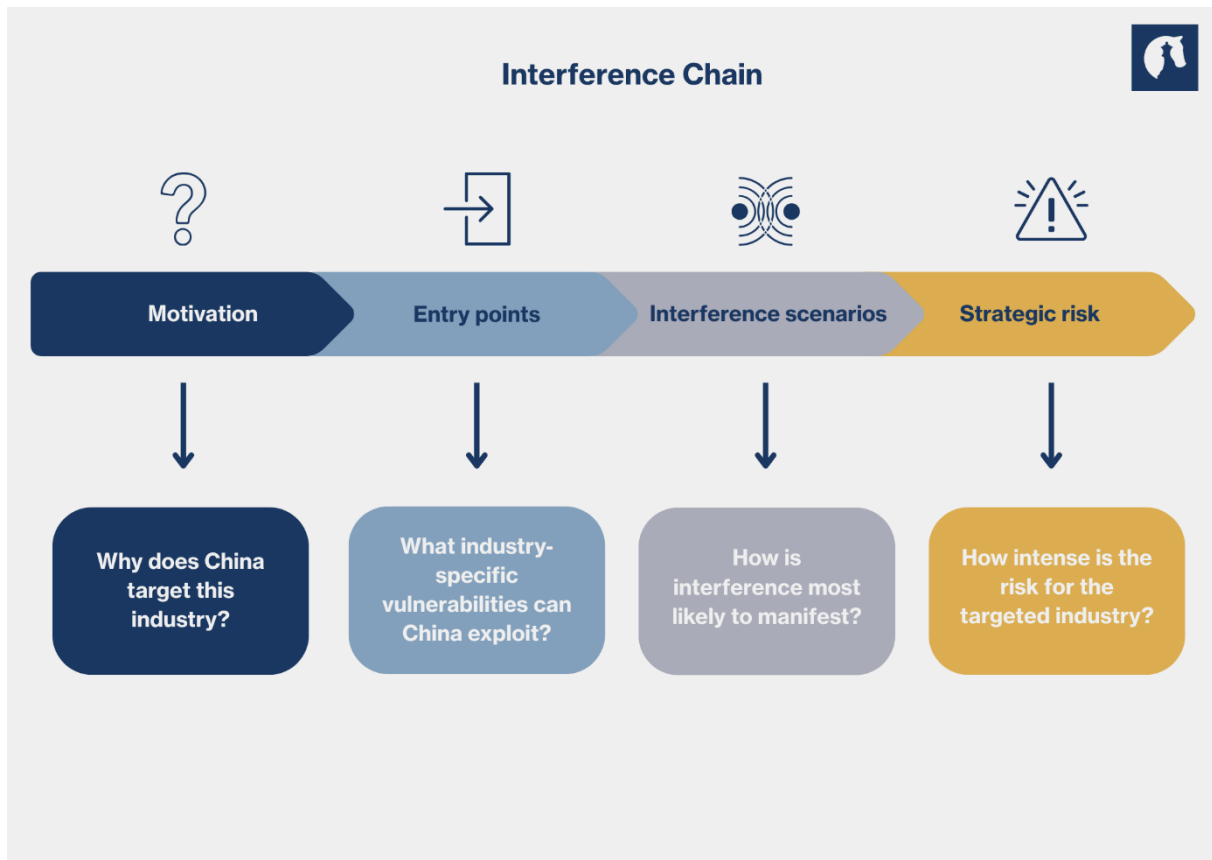 Interference Chain
Motivation
Entry points
Interference scenarios
Strategic risk
Why does China
target this
industry?
What industry-
specific
vulnerabilities can
China exploit?
How is
interference most
likely to manifest?
How intense is the
risk for the
targeted industry?